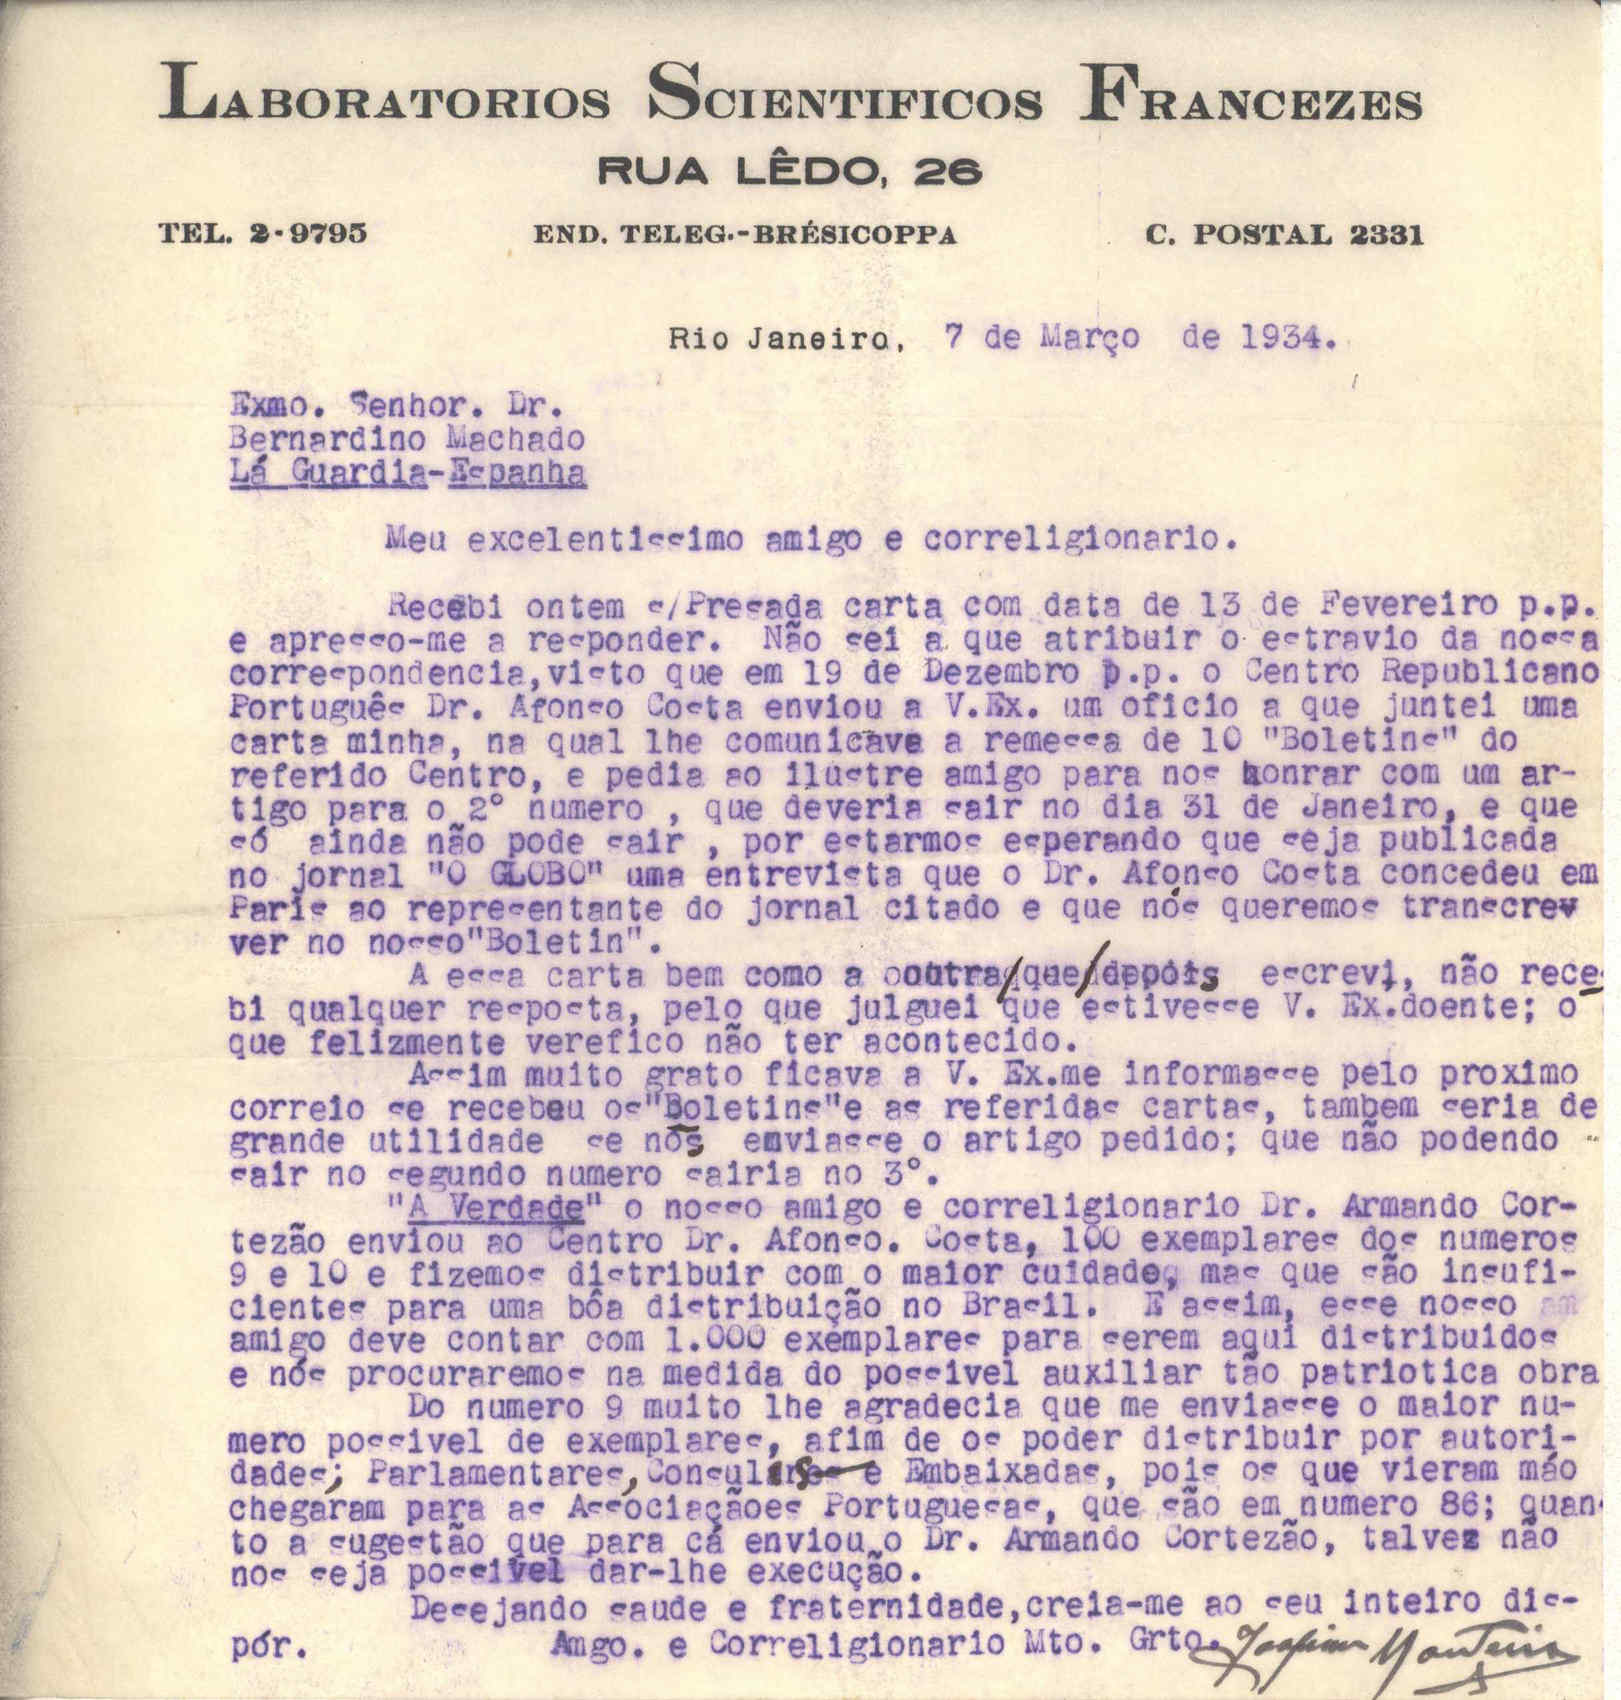 LABORATORIOS SCIENTIFICOS FRANCEZES
RUA LÊDO, 26
TEL. 2-9795 END. TELEG.-BRÉSICOPPA C. POSTAL 2331
Rio Janeiro, 7 de Março de 1934.
Exmo. Senhor. Dr.
Bernardino Machado
Lá Guardia-Espanha
Meu excelentissimo amigo e correligionario.
Recebi ontem s/Presada carta com data de 13 de Fevereiro p.p.
e apresso-me a responder. Não sei a que atribuir o estravio da nossa
correspondencia,visto que em 19 de Dezembro p.p. o Centro Republicano
Português Dr. Afonso Costa enviou a V.Ex. um oficio a que juntei uma
carta minha, na qual lhe comunicava a remessa de 10 "Boletins" do
referido Centro, e pedia ao ilustre amigo para nos honrar com um ar-
tigo para o 2° numero , que deveria sair no dia 31 de Janeiro, e que
só ainda não pode sair , por estarmos esperando que seja publicada
no jornal "O GLOBO" uma entrevista que o Dr. Afonso Costa concedeu em
Paris ao representante do jornal citado e que nós queremos transcrev
ver no nosso"Boletin".
A essa carta bem como a outra/que/depois escrevi, não rece
bi qualquer resposta, pelo que julguei que estivesse V. Ex.doente; o
que felizmente verefico não ter acontecido.
Assim muito grato ficava a V. Ex.me informasse pelo proximo
correio se recebeu os"Boletins"e as referidas cartas, tambem seria de
grande utilidade se nos enviasse o artigo pedido; que não podendo
sair no segundo numero sairia no 3°.
"A Verdade" o nosso amigo e correligionario Dr. Armando Cor-
tezão enviou ao Centro Dr. Afonso. Costa, 100 exemplares dos numeros
9 e 10 e fizemos distribuir com o maior cuidado, mas que são insufi-
cientes para uma bôa distribuição no Brasil. E assim, esse nosso am
amigo deve contar com 1.000 exemplares para serem aqui distribuidos
e nós procuraremos na medida do possivel auxiliar tão patriotica obra
Do numero 9 muito lhe agradecia que me enviasse o maior nu-
mero possivel de exemplares, afim de os poder distribuir por autori-
dades; Parlamentares, Consulis e Embaixadas, pois os que vieram máo
chegaram para as Associaçãoes Portuguesas, que são em numero 86; quan-
to a sugestão que para cá enviou o Dr. Armando Cortezão, talvez não
nos seja possivel dar-lhe execução.
Desejando saude e fraternidade,creia-me ao seu inteiro dis-
pór. Amgo. e Correligionario Mto. Grto. Joaquim Monteiro